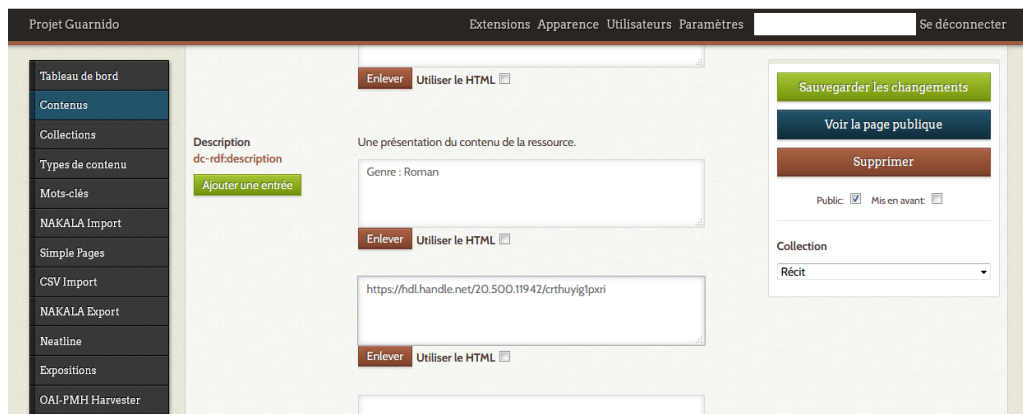 Projet Guarnido
Extensions Apparence Utilisateurs Paramètres Se déconnecter
Tableau de bord
Contenus
Collections
Types de contenu
Mots-clés
NAKALA Import
Simple Pages
CSV Import
NAKALA Export
Neatline
Expositions
OAI-PMH Harvester
Enlever Utiliser le HTML
Description
dc-rdf:description
Ajouter une entrée
Une présentation du contenu de la ressource.
Genre : Roman
Enlever Utiliser le HTML
https://hdl.handle.net/20.500.11942/crthuyig1pxri
Enlever Utiliser le HTML
Sauvegarder les changements
Voir la page publique
Supprimer
Public: Mis en avant:
Collection
Récit